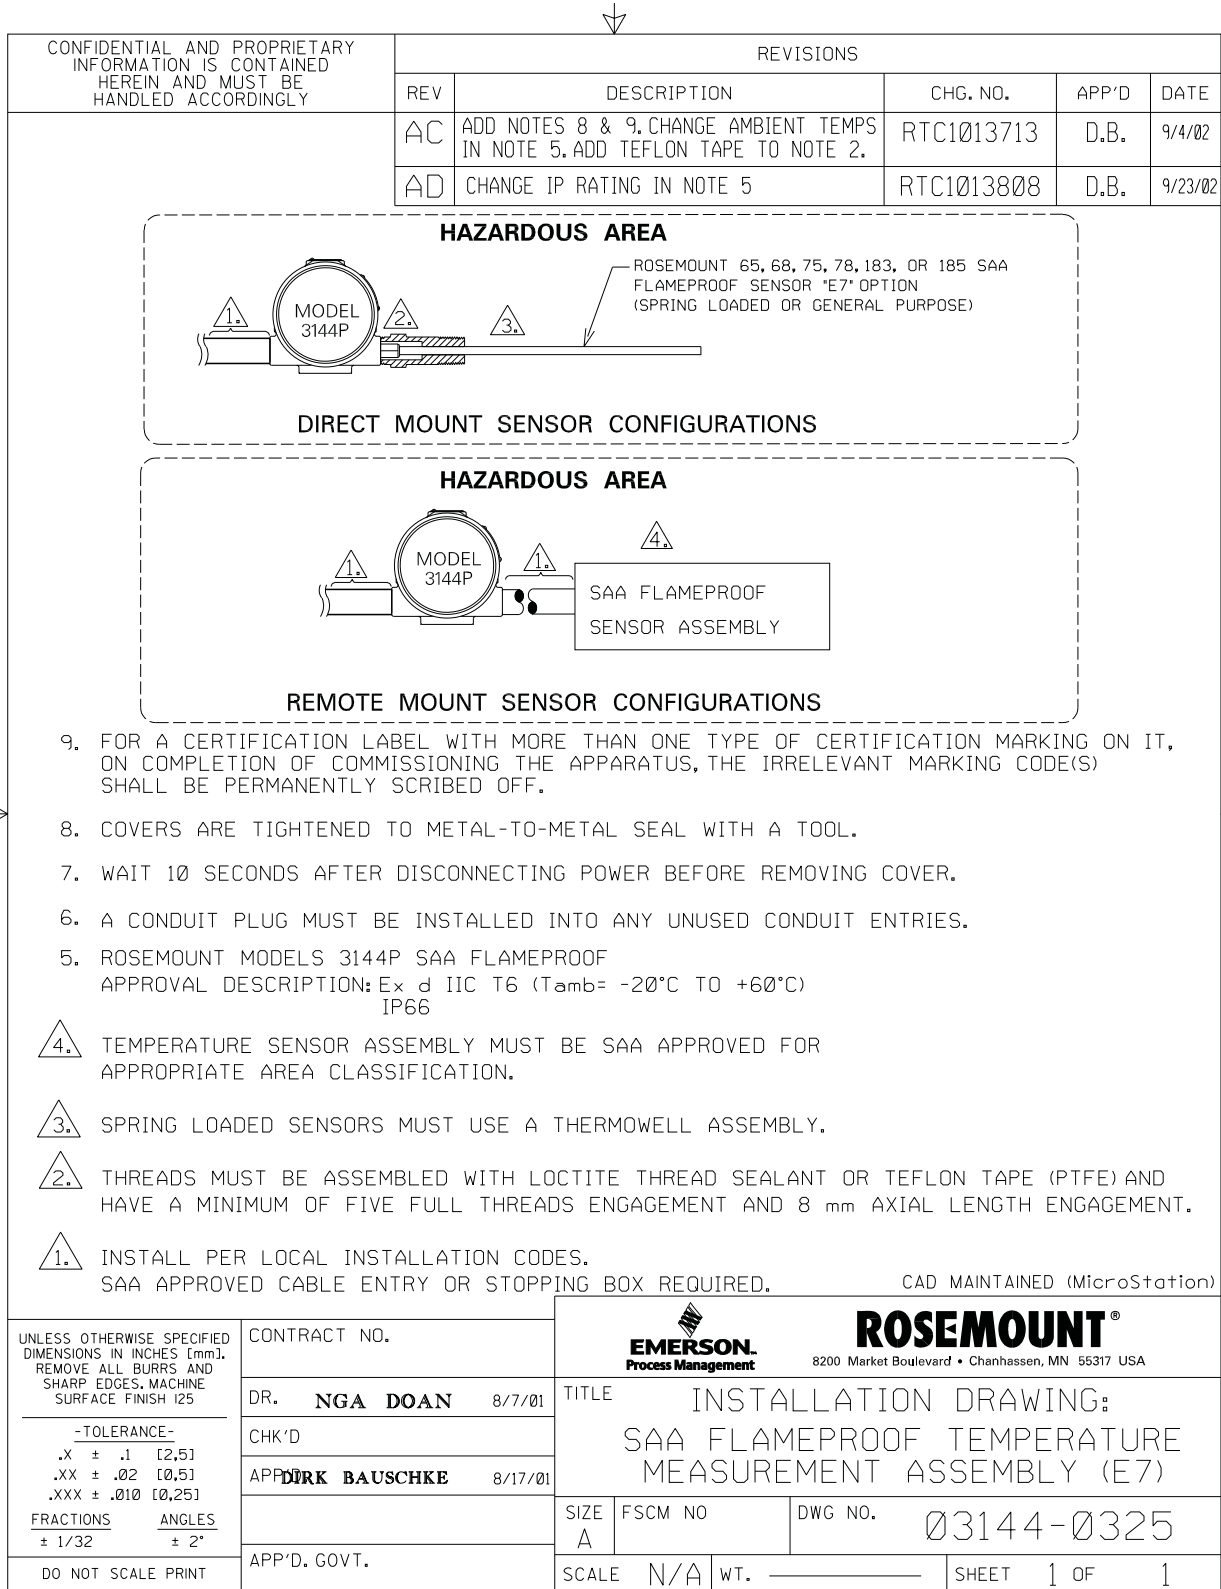 CONFIDENTIAL AND PROPRIETARY
INFORMATION IS CONTAINED
HEREIN AND MUST BE
HANDLED ACCORDINGLY
REVISIONS
REV DESCRIPTION CHG. NO. APP'D DATE
AC ADD NOTES 8 & 9. CHANGE AMBIENT TEMPS
IN NOTE 5. ADD TEFLON TAPE TO NOTE 2. RTC1013713 D.B. 9/4/02
AD CHANGE IP RATING IN NOTE 5 RTC1013808 D.B. 9/23/02
HAZARDOUS AREA
ROSEMOUNT 65, 68, 75, 78, 183, OR 185 SAA
FLAMEPROOF SENSOR "E7" OPTION
(SPRING LOADED OR GENERAL PURPOSE)
1. MODEL 2. 3.
3144P
DIRECT MOUNT SENSOR CONFIGURATIONS
HAZARDOUS AREA
4.
1. MODEL 1.
3144P
SAA FLAMEPROOF
SENSOR ASSEMBLY
REMOTE MOUNT SENSOR CONFIGURATIONS
9. FOR A CERTIFICATION LABEL WITH MORE THAN ONE TYPE OF CERTIFICATION MARKING ON IT,
ON COMPLETION OF COMMISSIONING THE APPARATUS, THE IRRELEVANT MARKING CODE(S)
SHALL BE PERMANENTLY SCRIBED OFF.
8. COVERS ARE TIGHTENED TO METAL-TO-METAL SEAL WITH A TOOL.
7. WAIT 10 SECONDS AFTER DISCONNECTING POWER BEFORE REMOVING COVER.
6. A CONDUIT PLUG MUST BE INSTALLED INTO ANY UNUSED CONDUIT ENTRIES.
5. ROSEMOUNT MODELS 3144P SAA FLAMEPROOF
APPROVAL DESCRIPTION: Ex d IIC T6 (Tamb= -20°C TO +60°C)
IP66
4. TEMPERATURE SENSOR ASSEMBLY MUST BE SAA APPROVED FOR
APPROPRIATE AREA CLASSIFICATION.
3. SPRING LOADED SENSORS MUST USE A THERMOWELL ASSEMBLY.
2. THREADS MUST BE ASSEMBLED WITH LOCTITE THREAD SEALANT OR TEFLON TAPE (PTFE) AND
HAVE A MINIMUM OF FIVE FULL THREADS ENGAGEMENT AND 8 mm AXIAL LENGTH ENGAGEMENT.
1. INSTALL PER LOCAL INSTALLATION CODES.
SAA APPROVED CABLE ENTRY OR STOPPING BOX REQUIRED.
CAD MAINTAINED (MicroStation)
UNLESS OTHERWISE SPECIFIED
DIMENSIONS IN INCHES [mm].
REMOVE ALL BURRS AND
SHARP EDGES. MACHINE
SURFACE FINISH 125
-TOLERANCE-
.X ± .1 [2,5]
.XX ± .02 [0,5]
.XXX ± .010 [0,25]
FRACTIONS ANGLES
± 1/32 ± 2°
DO NOT SCALE PRINT
CONTRACT NO.
DR. NGA DOAN 8/7/01
CHK'D
APP'D. DIRK BAUSCHKE 8/17/01
APP'D. GOVT.
EMERSON™
Process Management
ROSEMOUNT®
8200 Market Boulevard • Chanhassen, MN 55317 USA
TITLE INSTALLATION DRAWING:
SAA FLAMEPROOF TEMPERATURE
MEASUREMENT ASSEMBLY (E7)
SIZE A FSCM NO DWG NO. 03144-0325
SCALE N/A WT. SHEET 1 OF 1